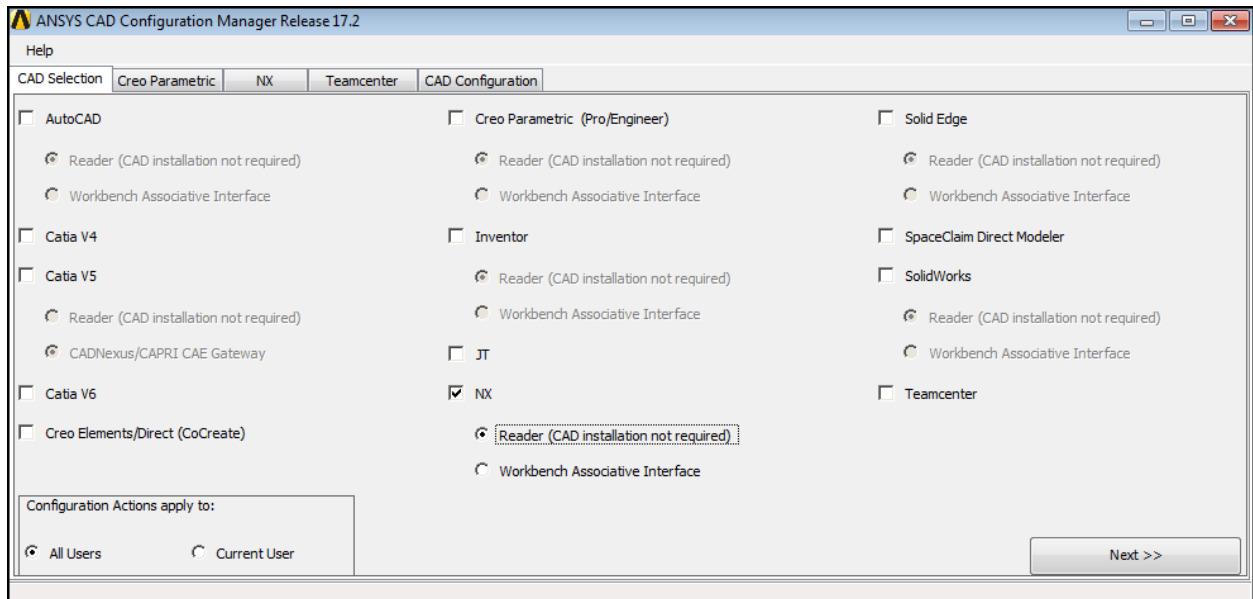 ANSYS CAD Configuration Manager Release 17.2
Help
CAD Selection
Creo Parametric
NX
Teamcenter
CAD Configuration
AutoCAD
Reader (CAD installation not required)
Workbench Associative Interface
Catia V4
Catia V5
Reader (CAD installation not required)
CADNexus/CAPRI CAE Gateway
Catia V6
Creo Elements/Direct (CoCreate)
Creo Parametric (Pro/Engineer)
Reader (CAD installation not required)
Workbench Associative Interface
Inventor
Reader (CAD installation not required)
Workbench Associative Interface
JT
NX
Reader (CAD installation not required)
Workbench Associative Interface
Solid Edge
Reader (CAD installation not required)
Workbench Associative Interface
SpaceClaim Direct Modeler
SolidWorks
Reader (CAD installation not required)
Workbench Associative Interface
Teamcenter
Configuration Actions apply to:
All Users
Current User
Next >>